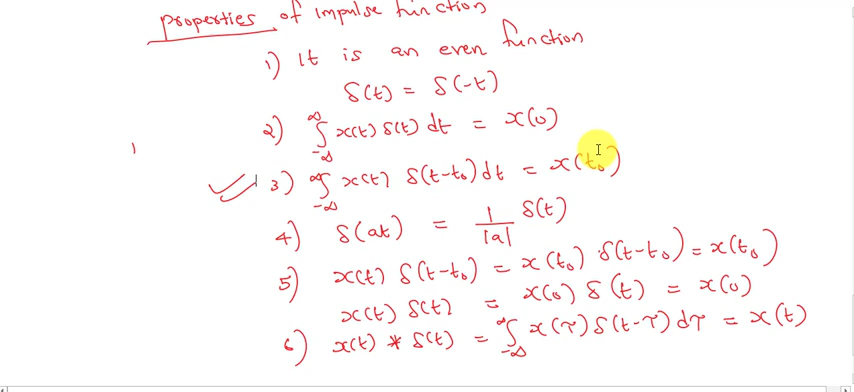 properties of impulse function
1) It is an even function
δ(t) = δ(-t)
2) ∫_{-∞}^{∞} x(t) δ(t) dt = x(0)
3) ∫_{-∞}^{∞} x(t) δ(t-t₀) dt = x(t₀)
4) δ(at) = 1/|a| δ(t)
5) x(t) δ(t-t₀) = x(t₀) δ(t-t₀) = x(t₀)
x(t) δ(t) = x(0) δ(t) = x(0)
6) x(t) * δ(t) = ∫_{-∞}^{∞} x(τ) δ(t-τ) dτ = x(t)